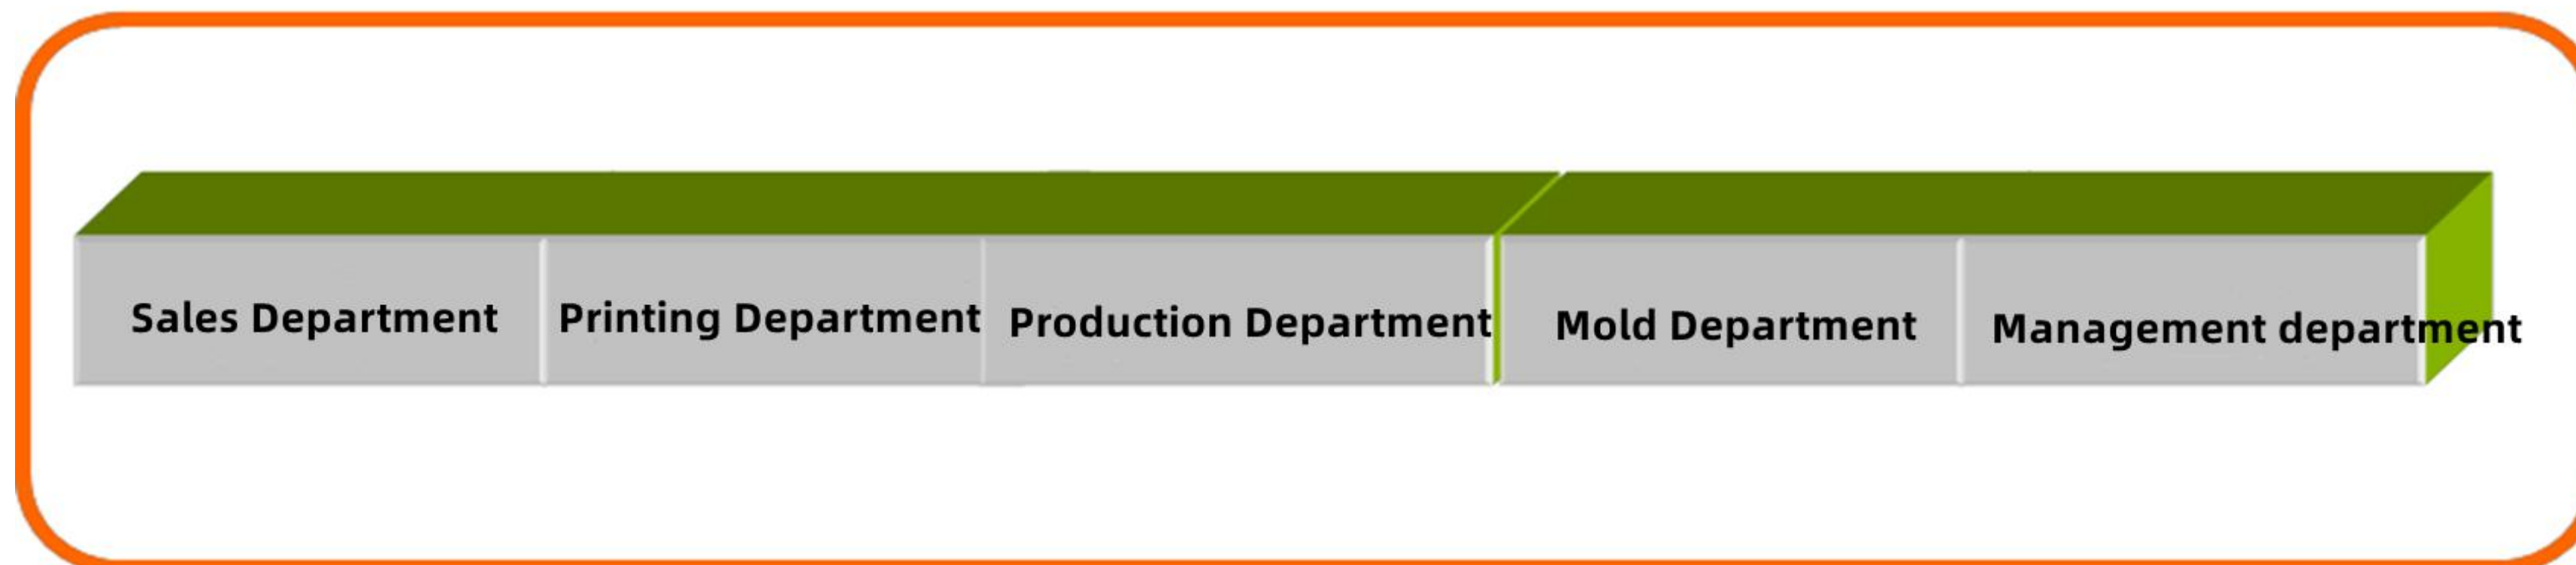 Sales Department
Printing Department
Production Department
Mold Department
Management department